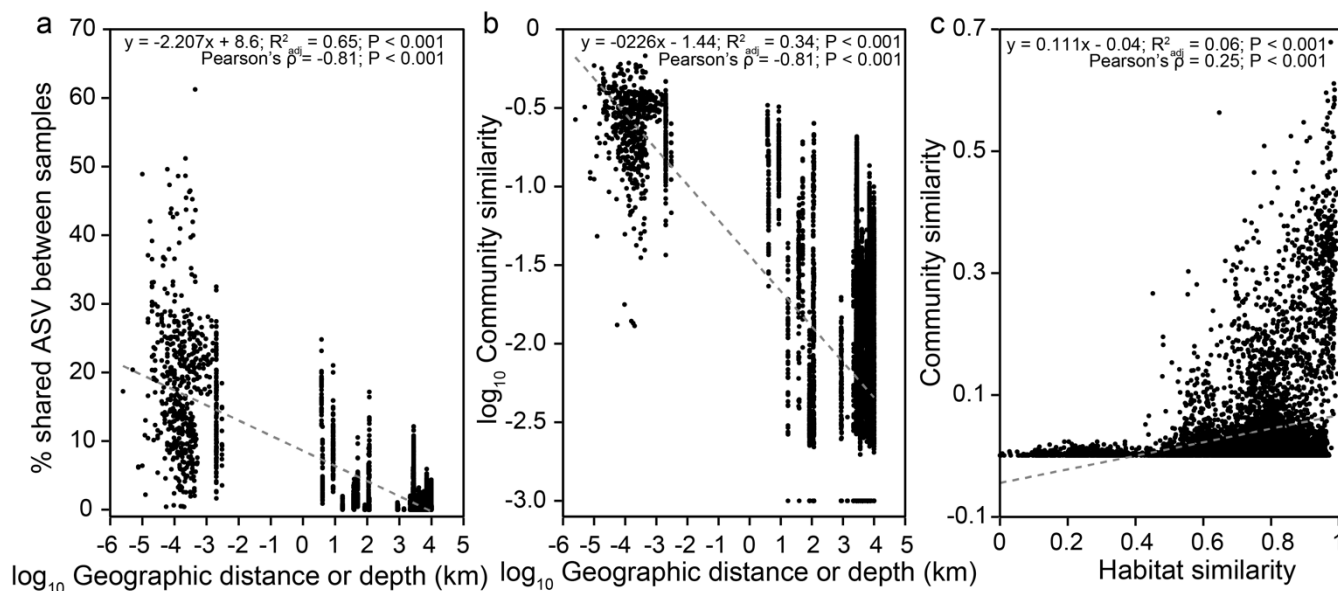 a
y = -2.207x + 8.6; R²adj = 0.65; P < 0.001
Pearson's ρ = -0.81; P < 0.001
70
60
50
40
30
20
10
0
% shared ASV between samples
-6 -5 -4 -3 -2 -1 0 1 2 3 4 5
log₁₀ Geographic distance or depth (km)
b
y = -0226x - 1.44; R²adj = 0.34; P < 0.001
Pearson's ρ = -0.81; P < 0.001
-0
-0.5
-1.0
-1.5
-2.0
-2.5
-3.0
log₁₀ Community similarity
-6 -5 -4 -3 -2 -1 0 1 2 3 4 5
log₁₀ Geographic distance or depth (km)
c
y = 0.111x - 0.04; R²adj = 0.06; P < 0.001
Pearson's ρ = 0.25; P < 0.001
0.7
0.5
0.3
0.1
-0.1
Community similarity
0 0.2 0.4 0.6 0.8 1
Habitat similarity